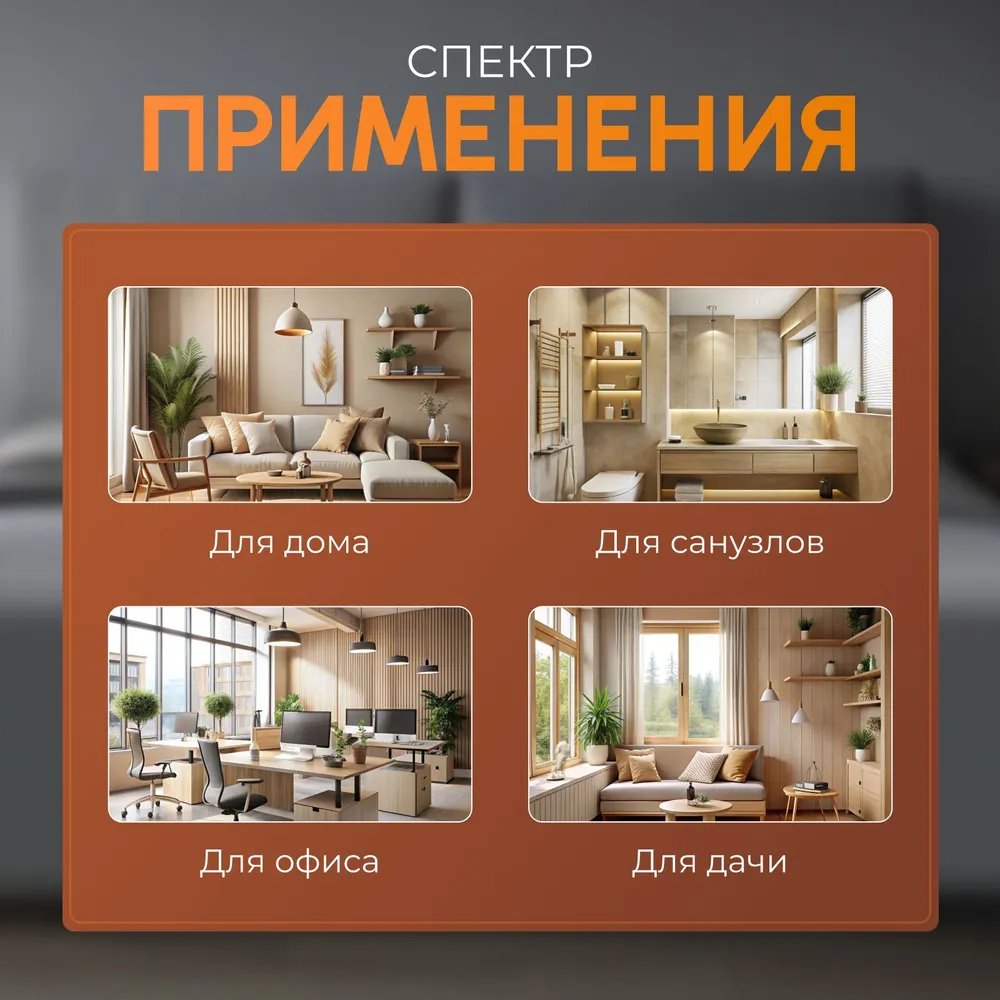 СПЕКТР
ПРИМЕНЕНИЯ
Для дома
Для санузлов
Для офиса
Для дачи